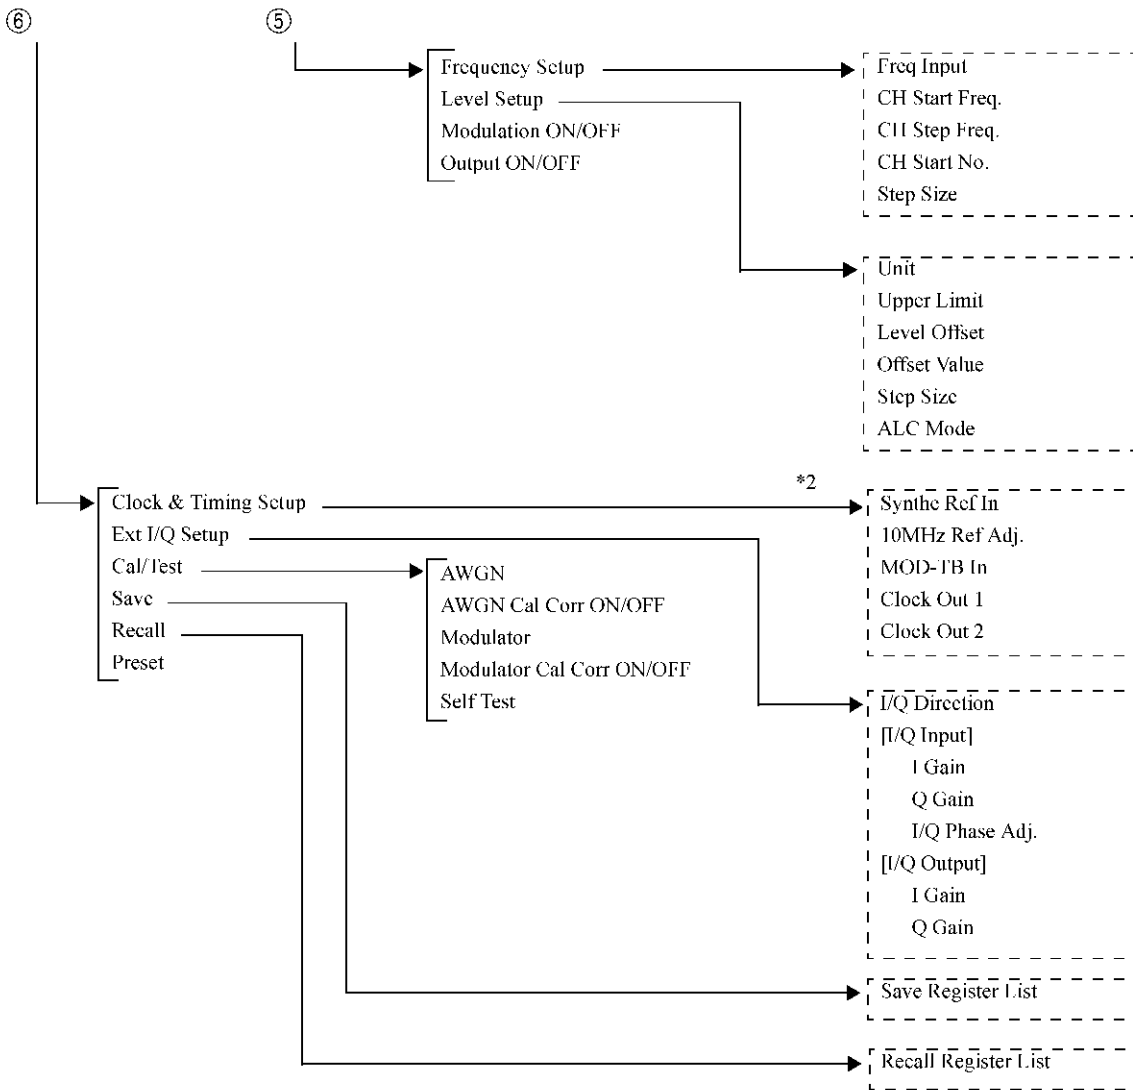 ⑥
⑤
Frequency Setup
Level Setup
Modulation ON/OFF
Output ON/OFF
Freq Input
CH Start Freq.
CH Step Freq.
CH Start No.
Step Size
Unit
Upper Limit
Level Offset
Offset Value
Step Size
ALC Mode
*2
Clock & Timing Setup
Ext I/Q Setup
Cal/Test
Save
Recall
Preset
AWGN
AWGN Cal Corr ON/OFF
Modulator
Modulator Cal Corr ON/OFF
Self Test
Synthe Ref In
10MHz Ref Adj.
MOD-TB In
Clock Out 1
Clock Out 2
I/Q Direction
[I/Q Input]
I Gain
Q Gain
I/Q Phase Adj.
[I/Q Output]
I Gain
Q Gain
Save Register List
Recall Register List